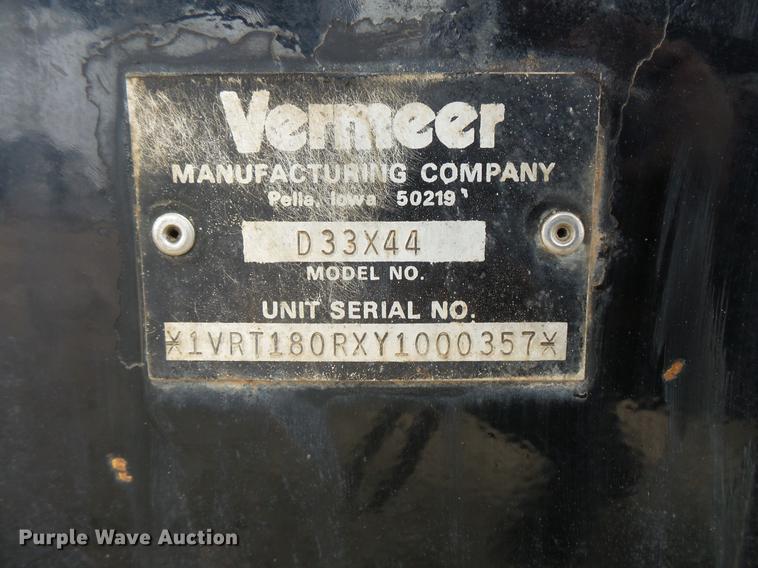 Vermeer
MANUFACTURING COMPANY
Pella, Iowa 50219
D33X44
MODEL NO.
UNIT SERIAL NO.
*1VRT180RXY1000357*
Purple Wave Auction